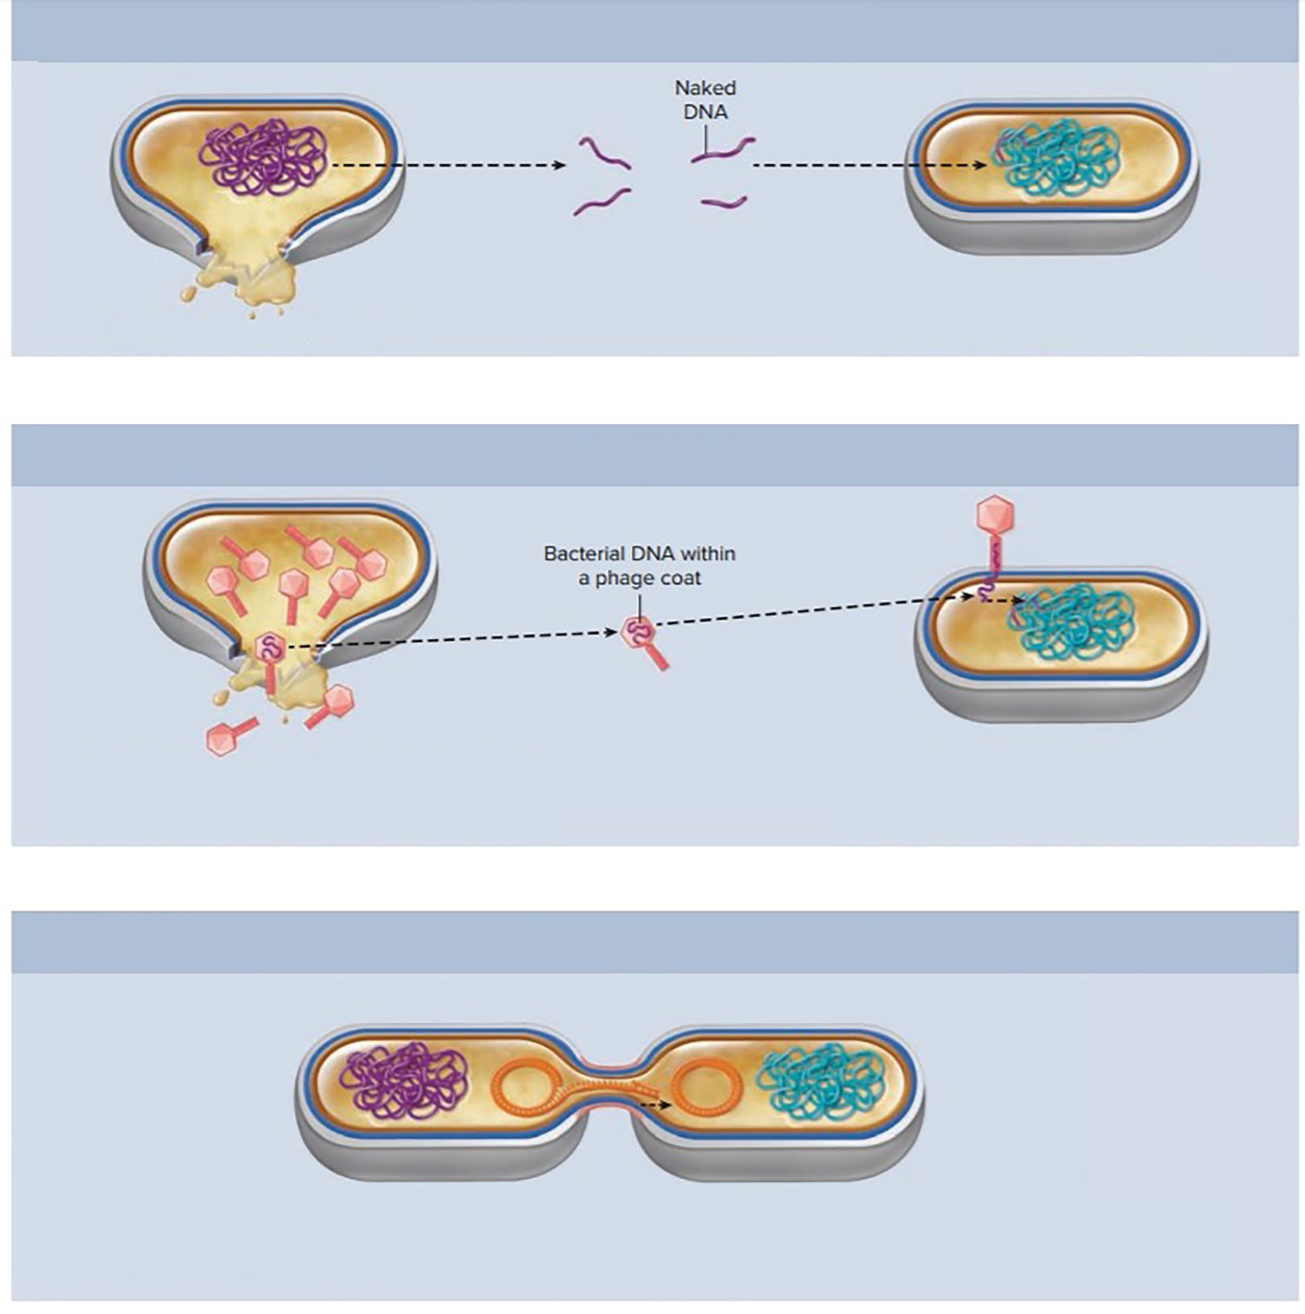 Naked
DNA
Bacterial DNA within
a phage coat